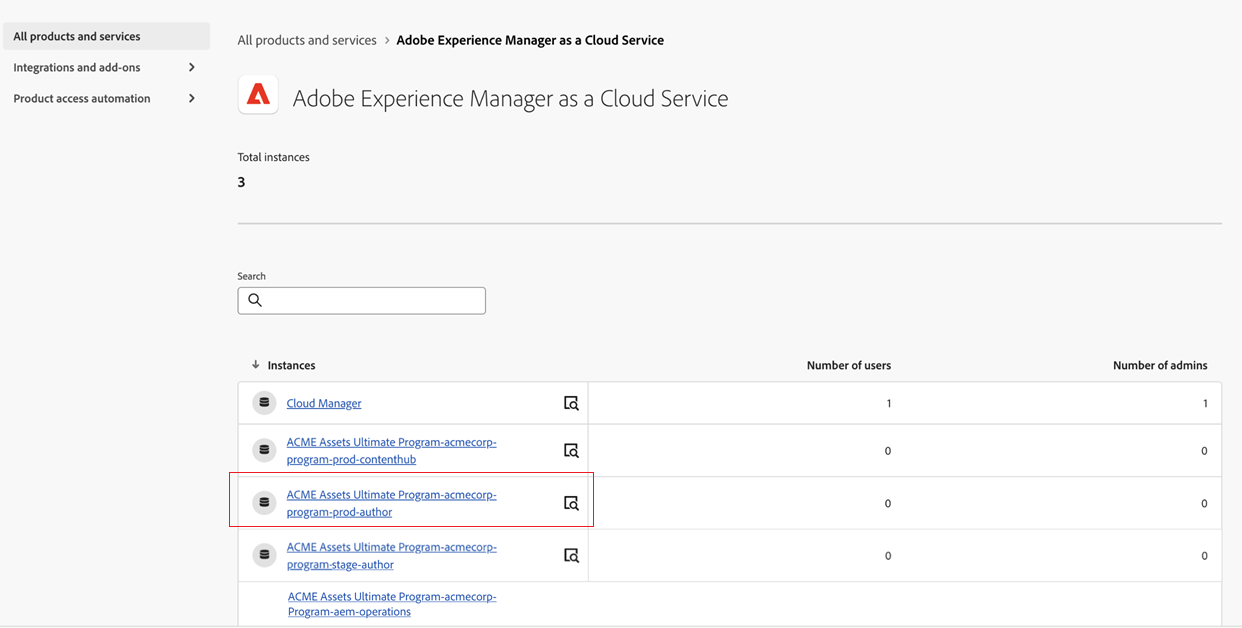 All products and services
Integrations and add-ons
Product access automation
All products and services > Adobe Experience Manager as a Cloud Service
Adobe Experience Manager as a Cloud Service
Total instances
3
Search
Instances Number of users Number of admins
Cloud Manager 1 1
ACME Assets Ultimate Program-acmecorp-
program-prod-contenthub 0 0
ACME Assets Ultimate Program-acmecorp-
program-prod-author 0 0
ACME Assets Ultimate Program-acmecorp-
program-stage-author 0 0
ACME Assets Ultimate Program-acmecorp-
Program-aem-operations